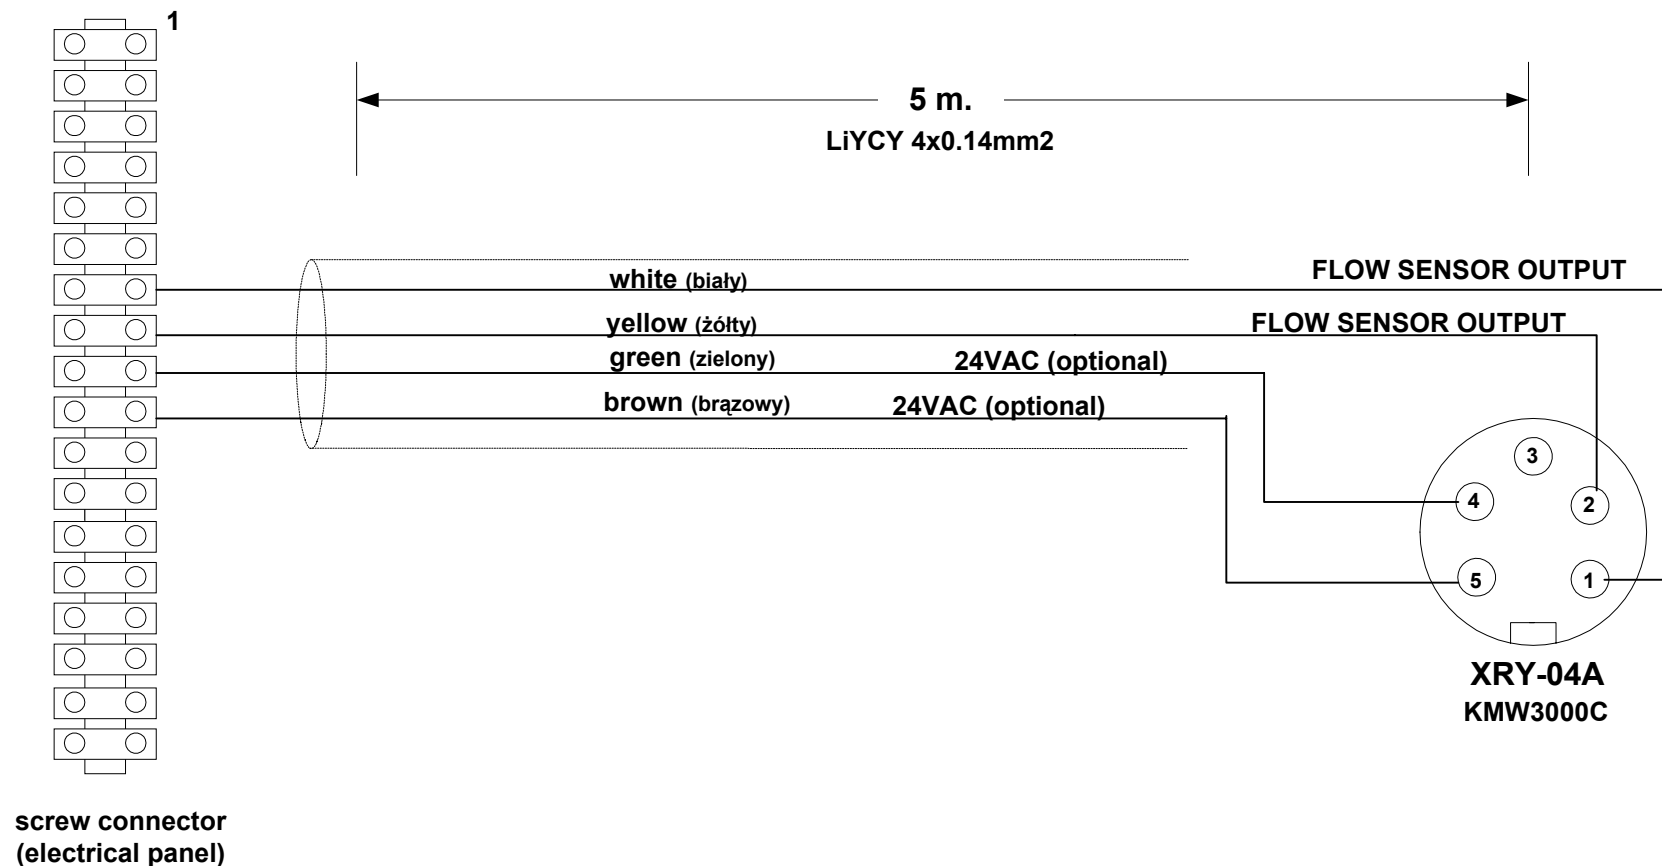 1
5 m.
LiYCY 4x0.14mm2
white (biały)
FLOW SENSOR OUTPUT
yellow (żółty)
FLOW SENSOR OUTPUT
green (zielony)
24VAC (optional)
brown (brązowy)
24VAC (optional)
3
4
2
5
1
XRY-04A
KMW3000C
screw connector
(electrical panel)